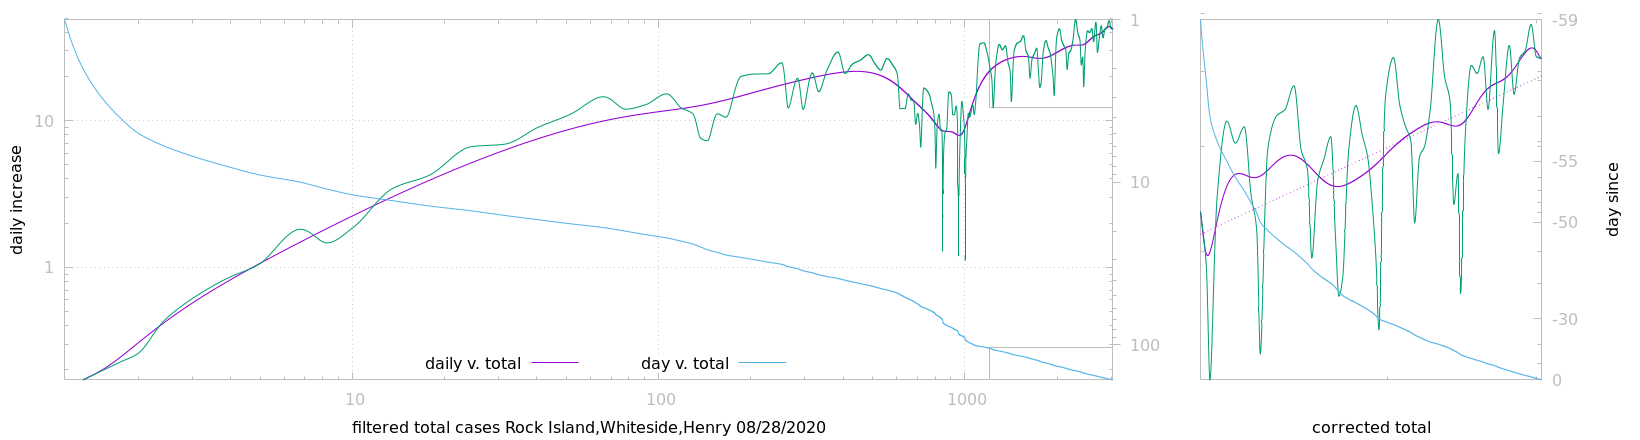 1
-59
10
-55
10
daily increase
day since
-50
1
-30
100
daily v. total
day v. total
0
10
100
1000
filtered total cases Rock Island,Whiteside,Henry 08/28/2020
corrected total